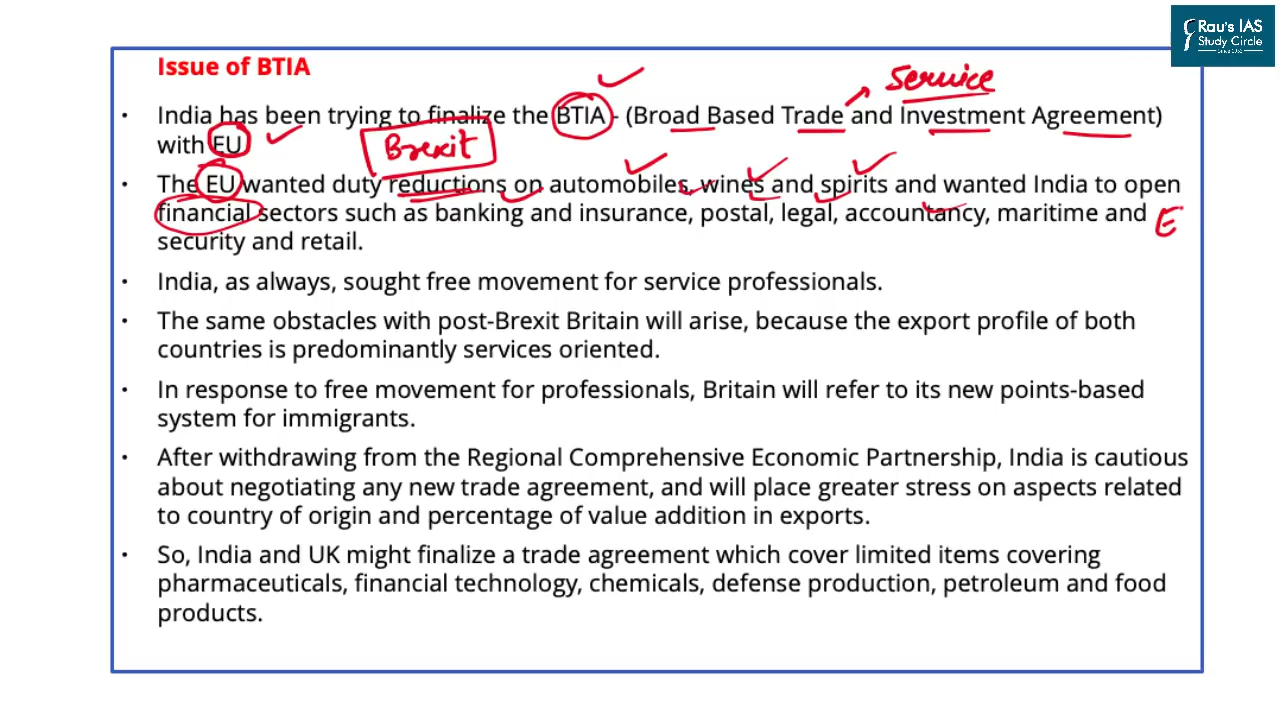 Rau's IAS
Study Circle
Issue of BTIA
Service
• India has been trying to finalize the BTIA - (Broad Based Trade and Investment Agreement)
with EU
Brexit
• The EU wanted duty reductions on automobiles, wines and spirits and wanted India to open
financial sectors such as banking and insurance, postal, legal, accountancy, maritime and
E
security and retail.
• India, as always, sought free movement for service professionals.
• The same obstacles with post-Brexit Britain will arise, because the export profile of both
countries is predominantly services oriented.
• In response to free movement for professionals, Britain will refer to its new points-based
system for immigrants.
• After withdrawing from the Regional Comprehensive Economic Partnership, India is cautious
about negotiating any new trade agreement, and will place greater stress on aspects related
to country of origin and percentage of value addition in exports.
• So, India and UK might finalize a trade agreement which cover limited items covering
pharmaceuticals, financial technology, chemicals, defense production, petroleum and food
products.